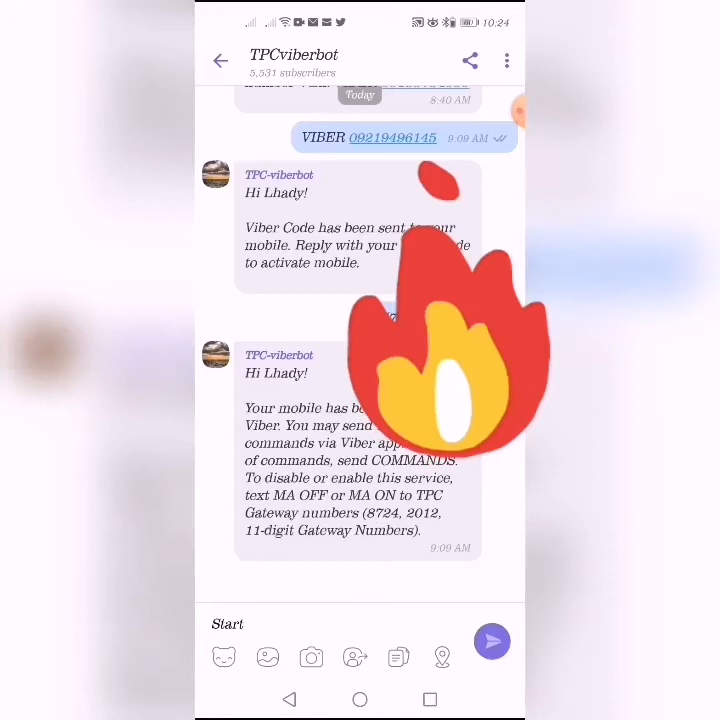 10:24
TPCviberbot
5,531 subscribers
Today
8:40 AM
VIBER 09219496145 9:09 AM
TPC-viberbot
Hi Lhady!
Viber Code has been sent to your
mobile. Reply with your
to activate mobile.
TPC-viberbot
Hi Lhady!
Your mobile has
Viber. You may send
commands via Viber
of commands, send COMMANDS.
To disable or enable this service,
text MA OFF or MA ON to TPC
Gateway numbers (8724, 2012,
11-digit Gateway Numbers).
9:09 AM
Start